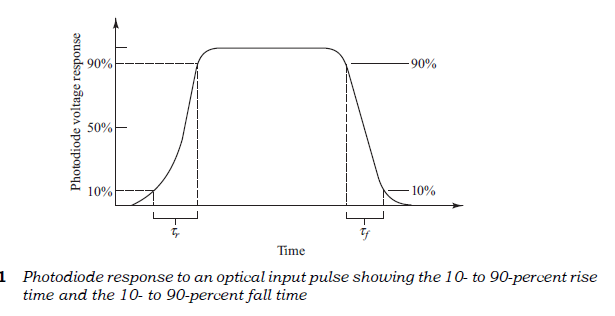 Photodiode voltage response
90%
90%
50%
10%
10%
τr
τf
Time
1 Photodiode response to an optical input pulse showing the 10- to 90-percent rise
time and the 10- to 90-percent fall time